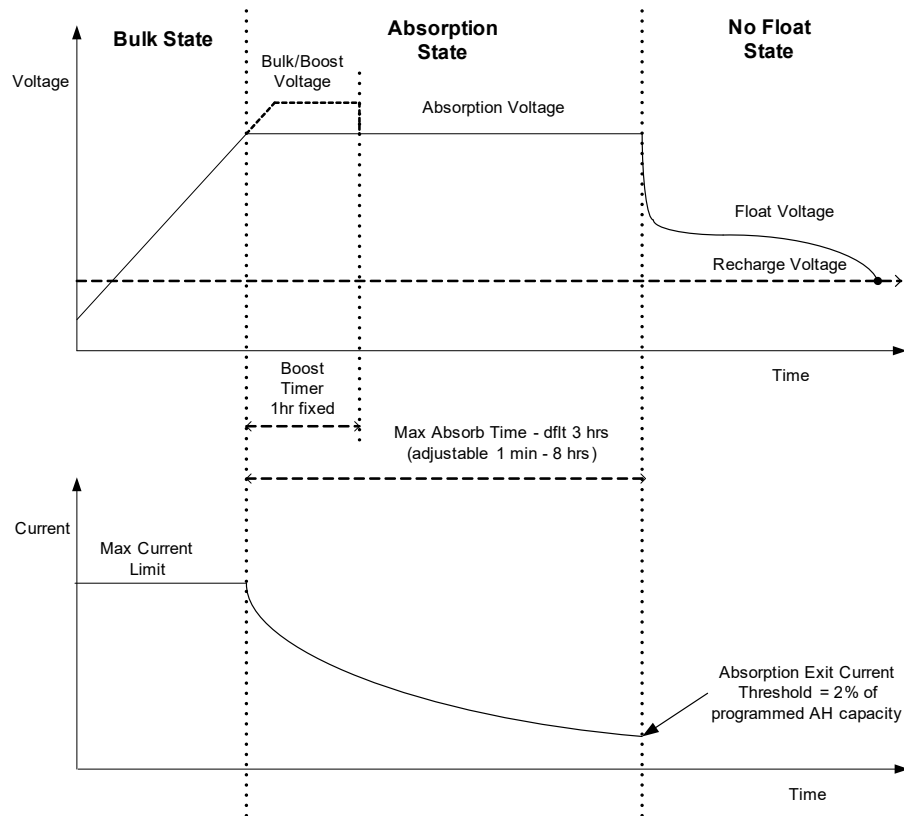 Bulk State
Absorption
State
No Float
State
Voltage
Bulk/Boost
Voltage
Absorption Voltage
Float Voltage
Recharge Voltage
Time
Boost
Timer
1hr fixed
Max Absorb Time - dflt 3 hrs
(adjustable 1 min - 8 hrs)
Current
Max Current
Limit
Absorption Exit Current
Threshold = 2% of
programmed AH capacity
Time